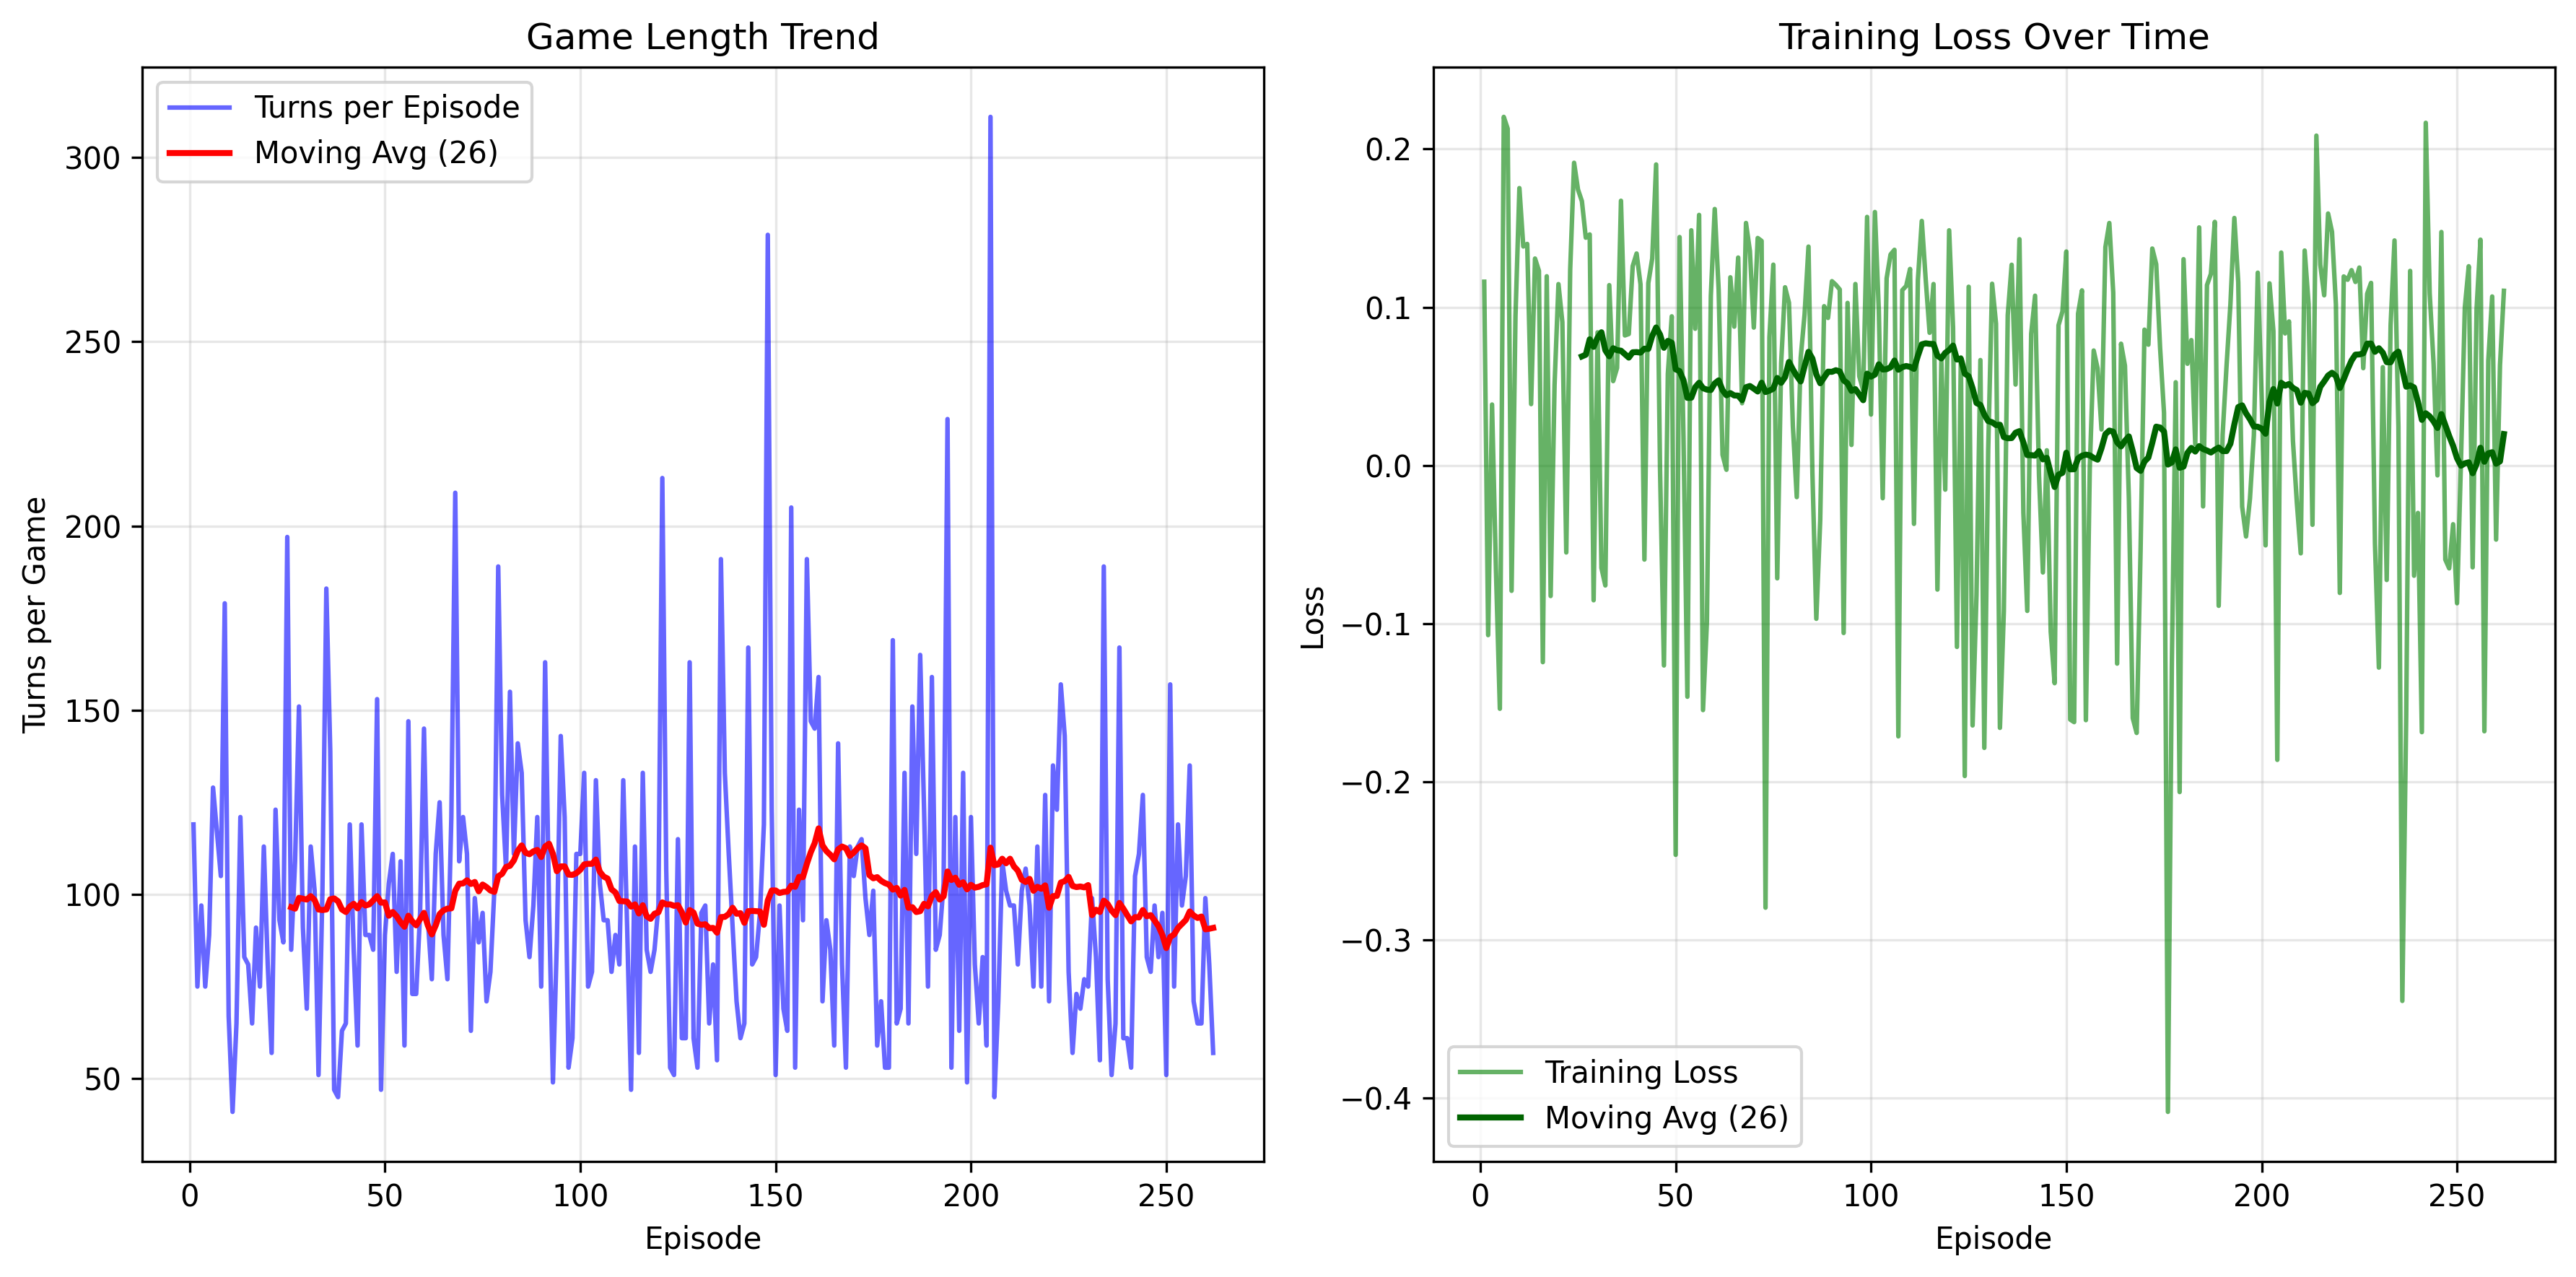 Game Length Trend
Turns per Episode
Moving Avg (26)
300
250
200
150
100
50
Turns per Game
0
50
100
150
200
250
Episode
Training Loss Over Time
0.2
0.1
0.0
−0.1
−0.2
−0.3
−0.4
Loss
Training Loss
Moving Avg (26)
0
50
100
150
200
250
Episode